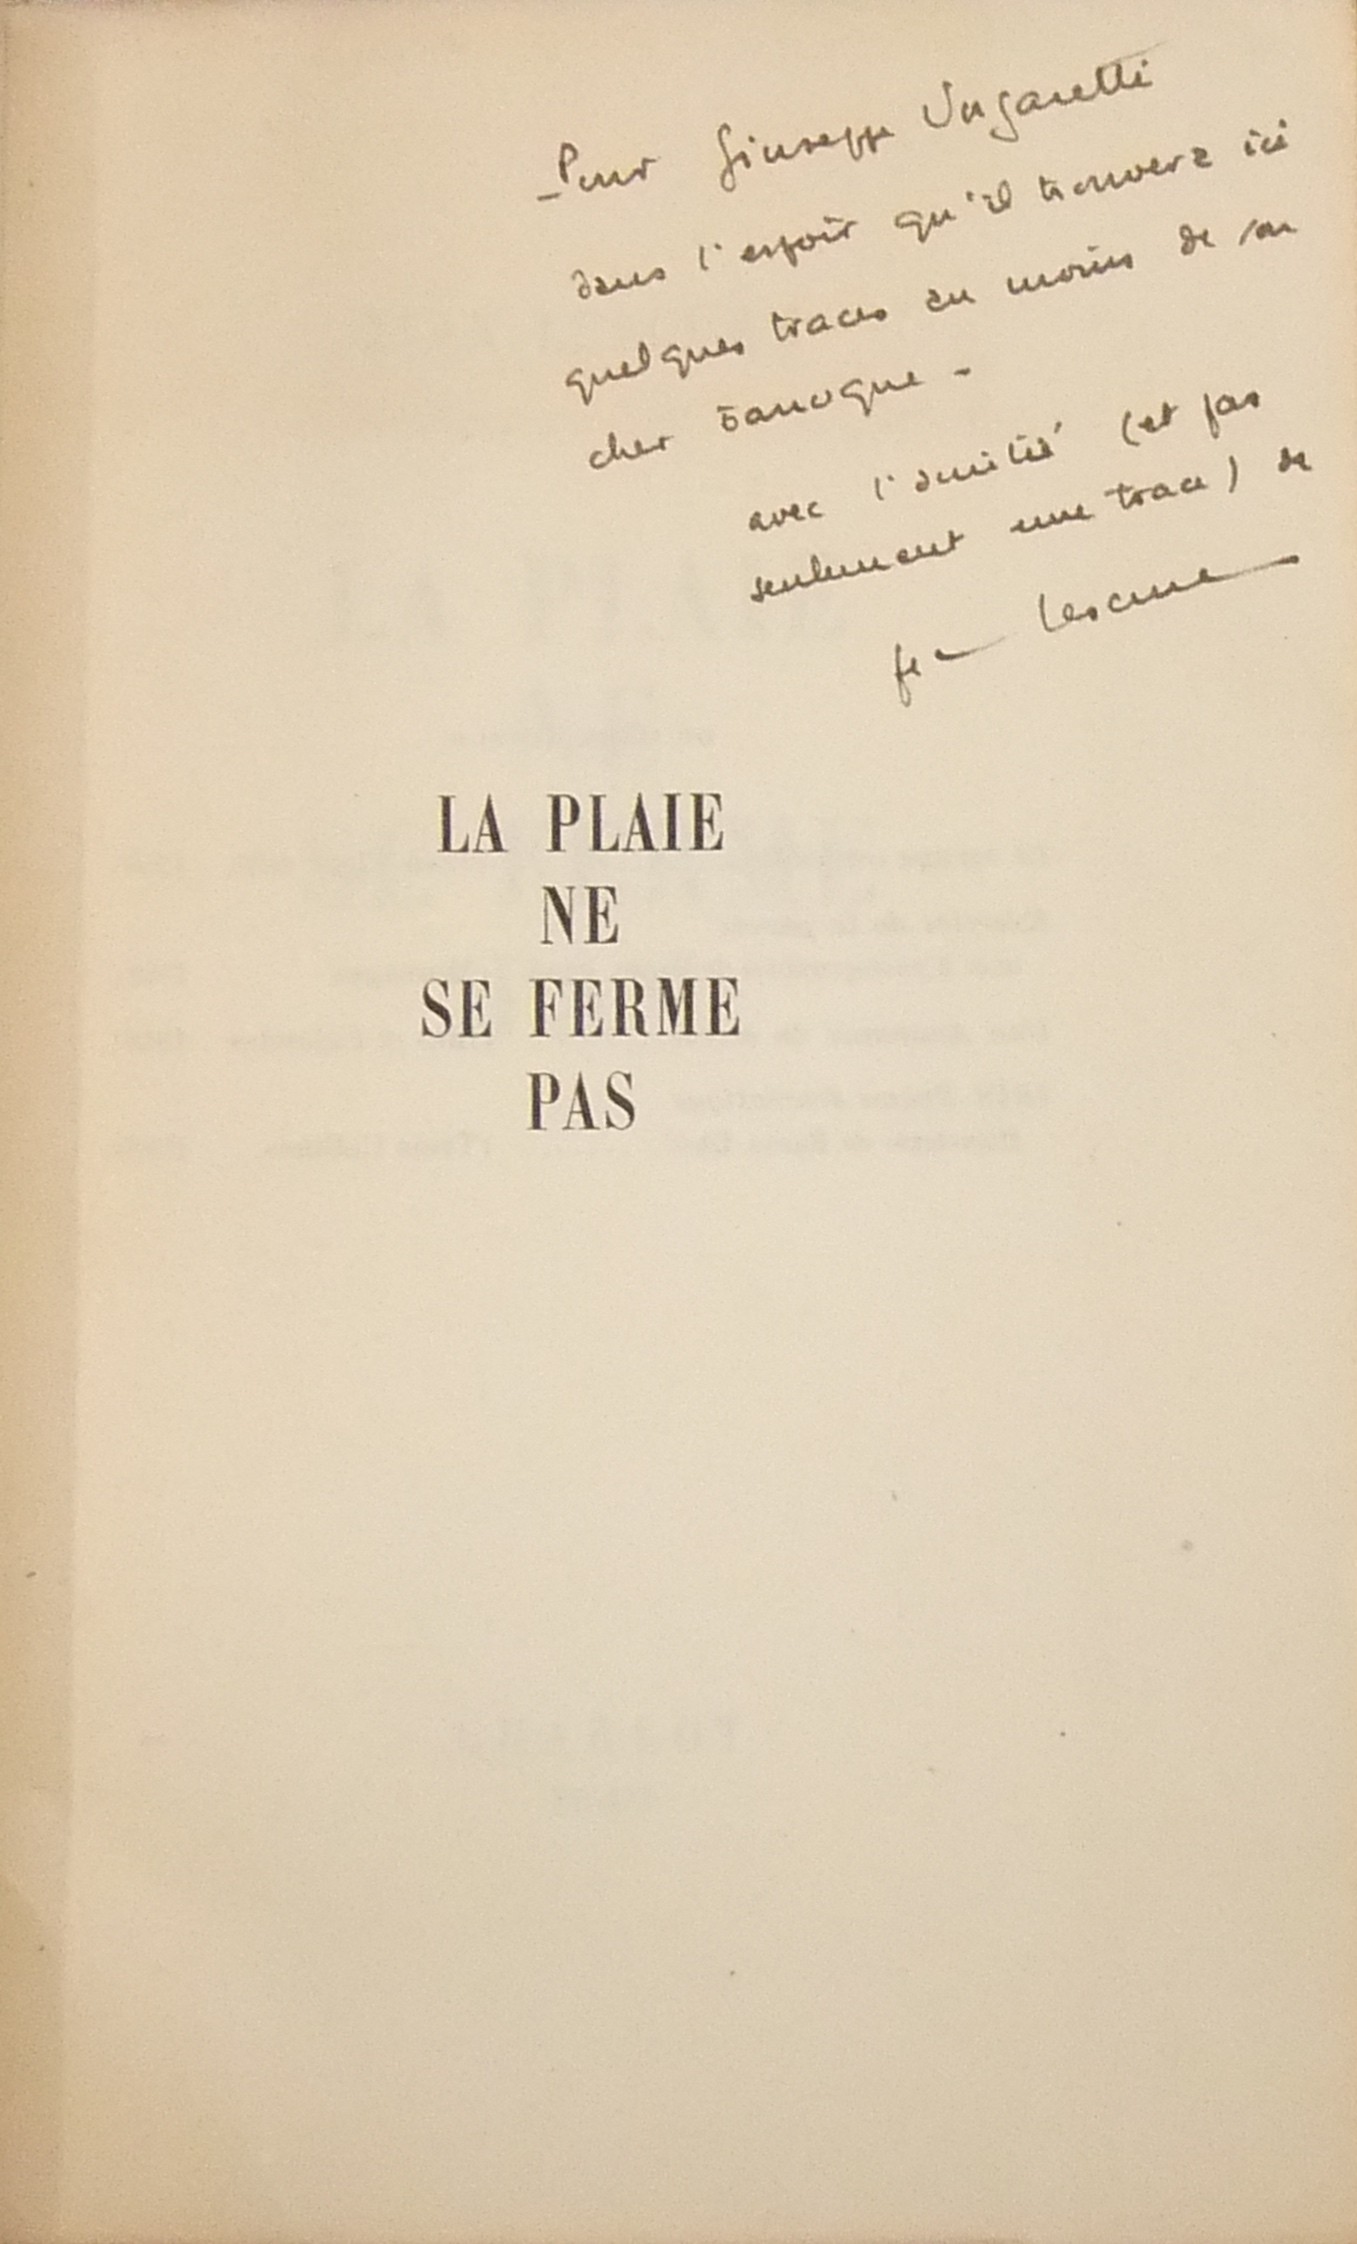 Pour Giuseppe Ungaretti
dans l'espoir qu'il trouvera ici
quelques traces au moins de son
cher baroque -
avec l'amitié (et pas
seulement une trace) de
Jean Lescure
LA PLAIE
NE
SE FERME
PAS